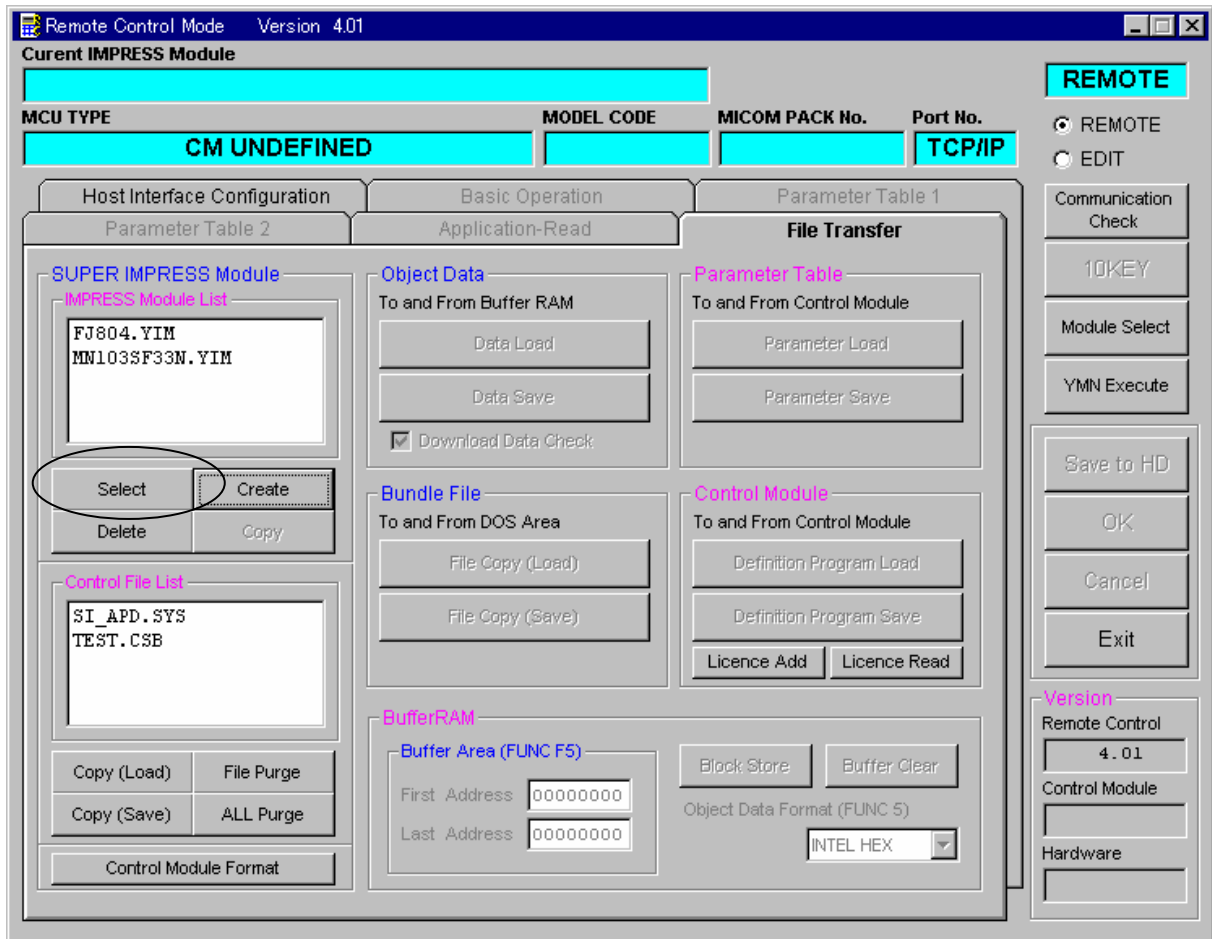 Remote Control Mode Version 4.01
Curent IMPRESS Module
REMOTE
MCU TYPE
MODEL CODE
MICOM PACK No.
Port No.
CM UNDEFINED
TCP/IP
REMOTE
EDIT
Host Interface Configuration
Basic Operation
Parameter Table 1
Parameter Table 2
Application-Read
File Transfer
SUPER IMPRESS Module
IMPRESS Module List
FJ804.YIM
MN103SF33N.YIM
Select
Create
Delete
Copy
Control File List
SI_APD.SYS
TEST.CSB
Copy (Load)
File Purge
Copy (Save)
ALL Purge
Control Module Format
Object Data
To and From Buffer RAM
Data Load
Data Save
Download Data Check
Bundle File
To and From DOS Area
File Copy (Load)
File Copy (Save)
Parameter Table
To and From Control Module
Parameter Load
Parameter Save
Control Module
To and From Control Module
Definition Program Load
Definition Program Save
Licence Add
Licence Read
BufferRAM
Buffer Area (FUNC F5)
First Address
00000000
Last Address
00000000
Block Store
Buffer Clear
Object Data Format (FUNC 5)
INTEL HEX
Communication
Check
10KEY
Module Select
YMN Execute
Save to HD
OK
Cancel
Exit
Version
Remote Control
4.01
Control Module
Hardware